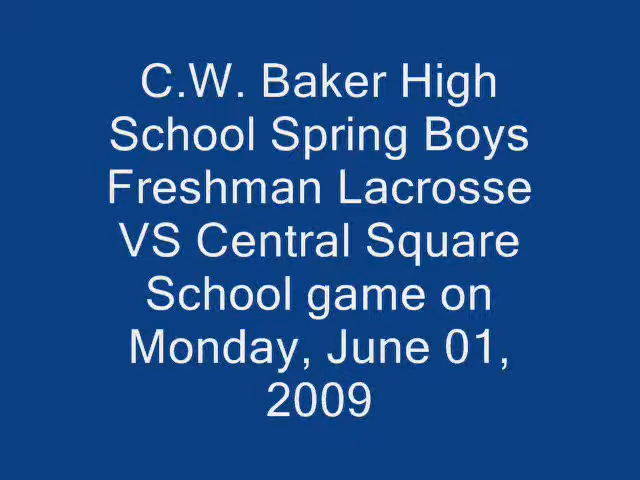 C.W. Baker High
School Spring Boys
Freshman Lacrosse
VS Central Square
School game on
Monday, June 01,
2009